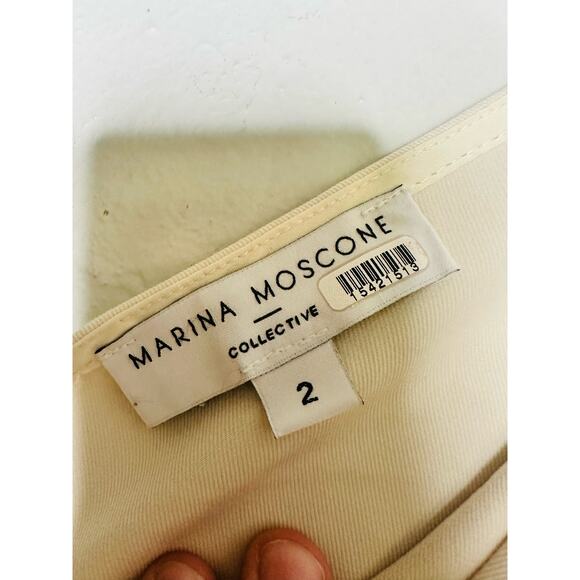 MARINA MOSCONE
COLLECTIVE
15421513
2